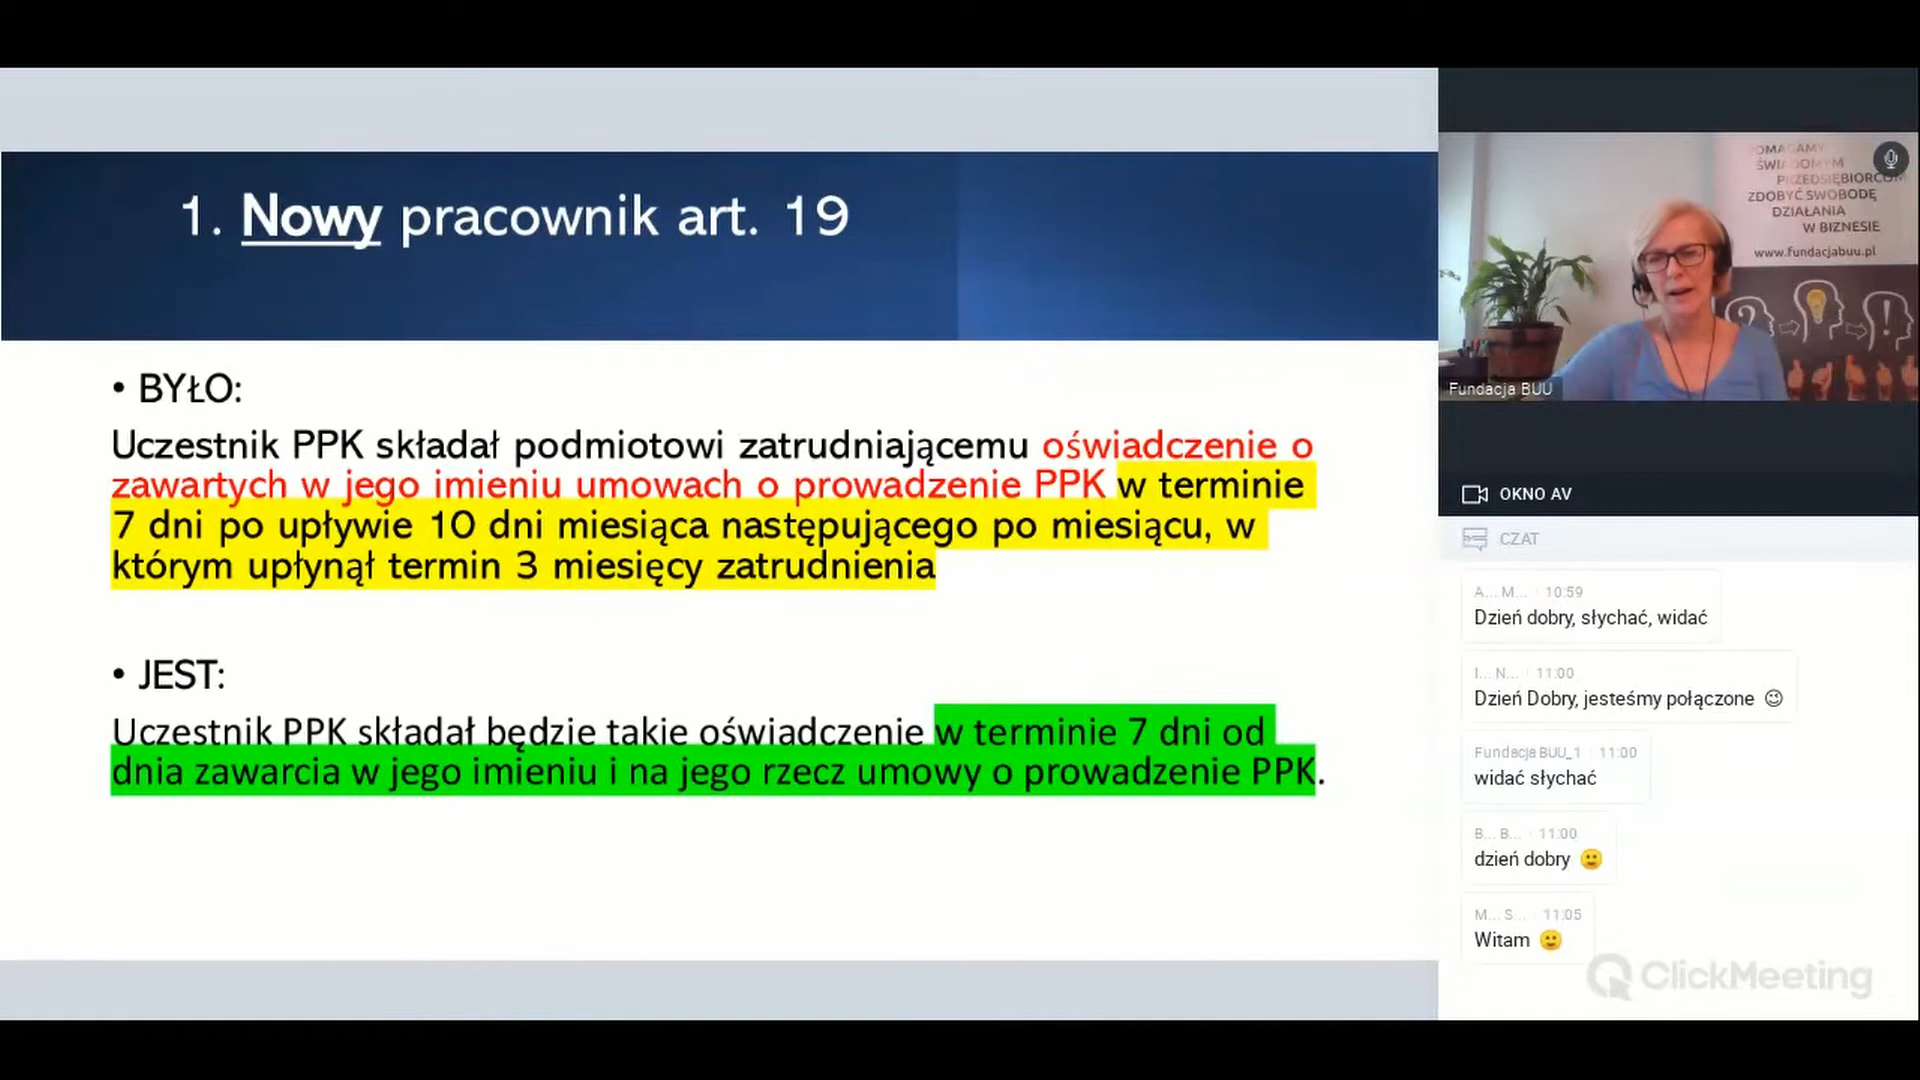 1. Nowy pracownik art. 19
• BYŁO:
Uczestnik PPK składał podmiotowi zatrudniającemu oświadczenie o
zawartych w jego imieniu umowach o prowadzenie PPK w terminie
7 dni po upływie 10 dni miesiąca następującego po miesiącu, w
którym upłynął termin 3 miesięcy zatrudnienia
• JEST:
Uczestnik PPK składał będzie takie oświadczenie w terminie 7 dni od
dnia zawarcia w jego imieniu i na jego rzecz umowy o prowadzenie PPK.
POMAGAMY
ŚWIADOMYM
PRZEDSIĘBIORCOM
ZDOBYĆ SWOBODĘ
DZIAŁANIA
W BIZNESIE
www.fundacjabuu.pl
Fundacja BUU
OKNO AV
CZAT
A... M... 10:59
Dzień dobry, słychać, widać
I... N... 11:00
Dzień Dobry, jesteśmy połączone
Fundacja BUU_1 11:00
widać słychać
B... B... 11:00
dzień dobry
M... S... 11:05
Witam
ClickMeeting